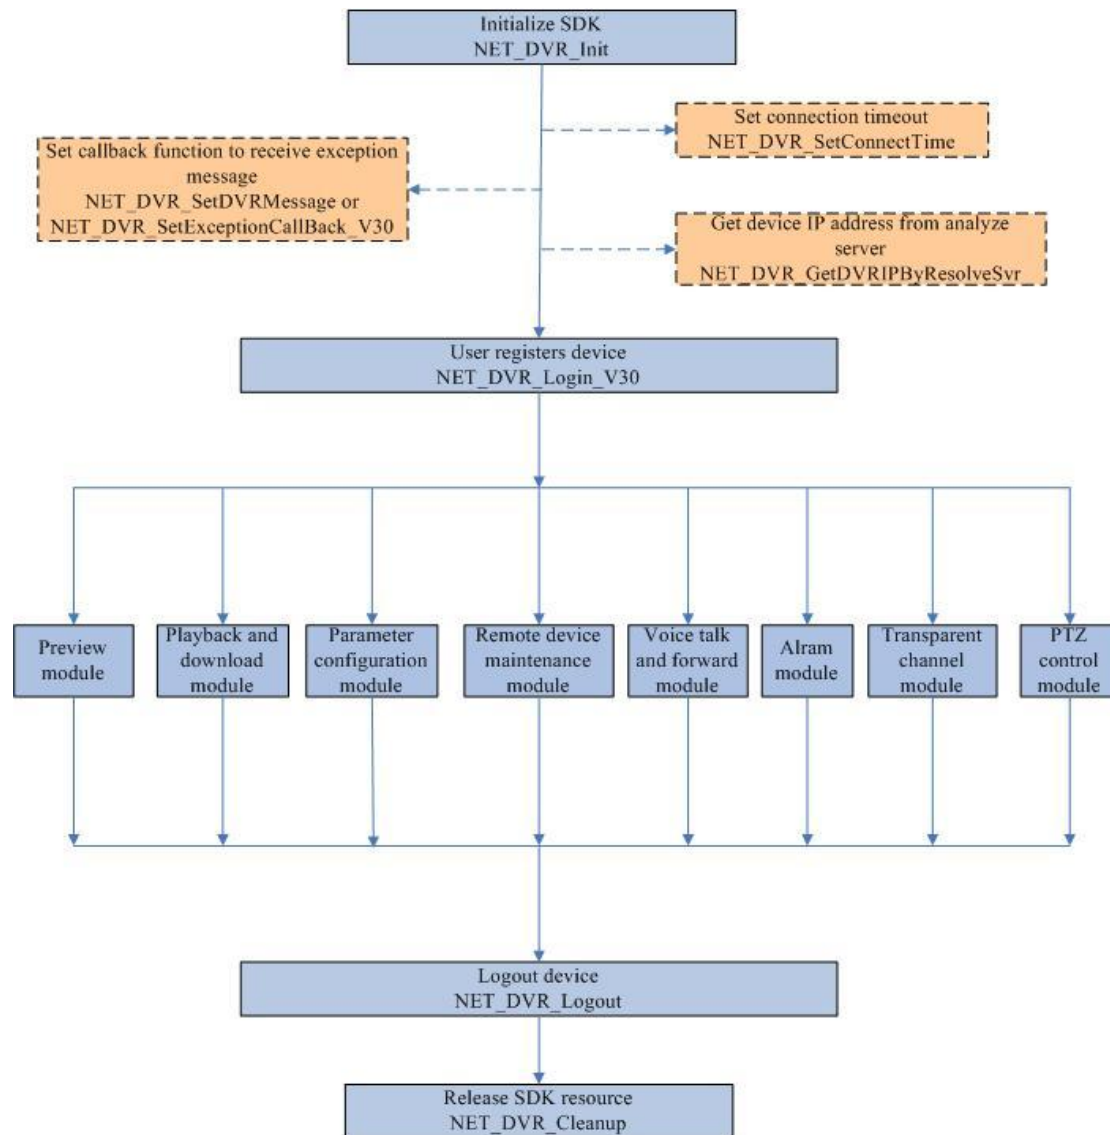 Initialize SDK
NET_DVR_Init
Set connection timeout
NET_DVR_SetConnectTime
Set callback function to receive exception
message
NET_DVR_SetDVRMessage or
NET_DVR_SetExceptionCallBack_V30
Get device IP address from analyze
server
NET_DVR_GetDVRIPByResolveSvr
User registers device
NET_DVR_Login_V30
Preview
module
Playback and
download
module
Parameter
configuration
module
Remote device
maintenance
module
Voice talk
and forward
module
Alram
module
Transparent
channel
module
PTZ
control
module
Logout device
NET_DVR_Logout
Release SDK resource
NET_DVR_Cleanup